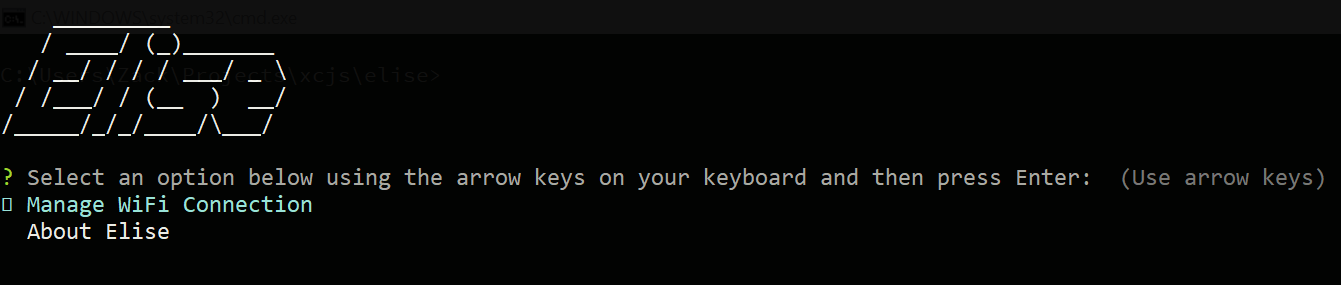 C:\WINDOWS\system32\cmd.exe
Elise
? Select an option below using the arrow keys on your keyboard and then press Enter: (Use arrow keys)
Manage WiFi Connection
About Elise